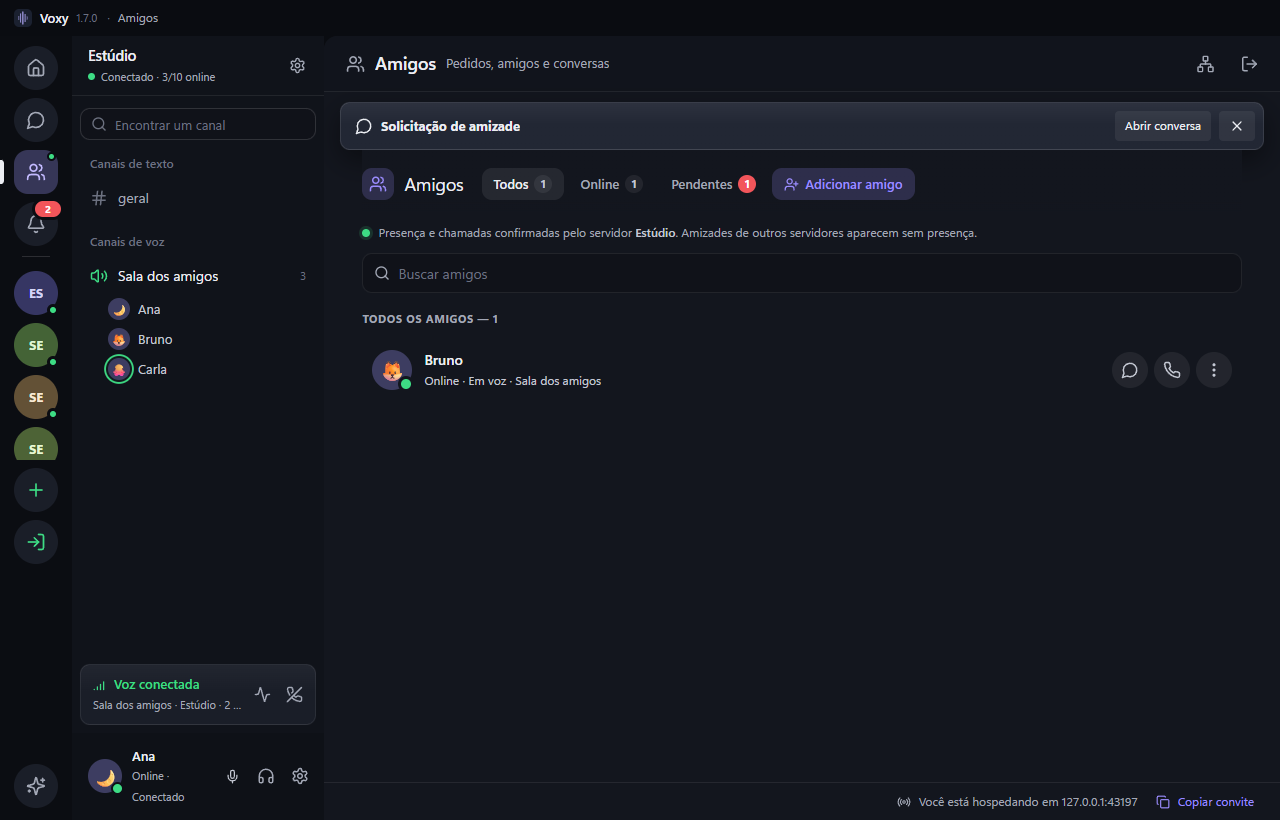 Voxy 1.7.0 · Amigos
Estúdio
Conectado · 3/10 online
Amigos Pedidos, amigos e conversas
Encontrar um canal
Solicitação de amizade
Abrir conversa
Canais de texto
geral
Amigos
Todos 1
Online 1
Pendentes 1
Adicionar amigo
2
Canais de voz
Presença e chamadas confirmadas pelo servidor Estúdio. Amizades de outros servidores aparecem sem presença.
Sala dos amigos 3
Buscar amigos
ES
Ana
TODOS OS AMIGOS — 1
Bruno
SE
Carla
Bruno
Online · Em voz · Sala dos amigos
SE
SE
Voz conectada
Sala dos amigos · Estúdio · 2 ...
Ana
Online ·
Conectado
Você está hospedando em 127.0.0.1:43197
Copiar convite